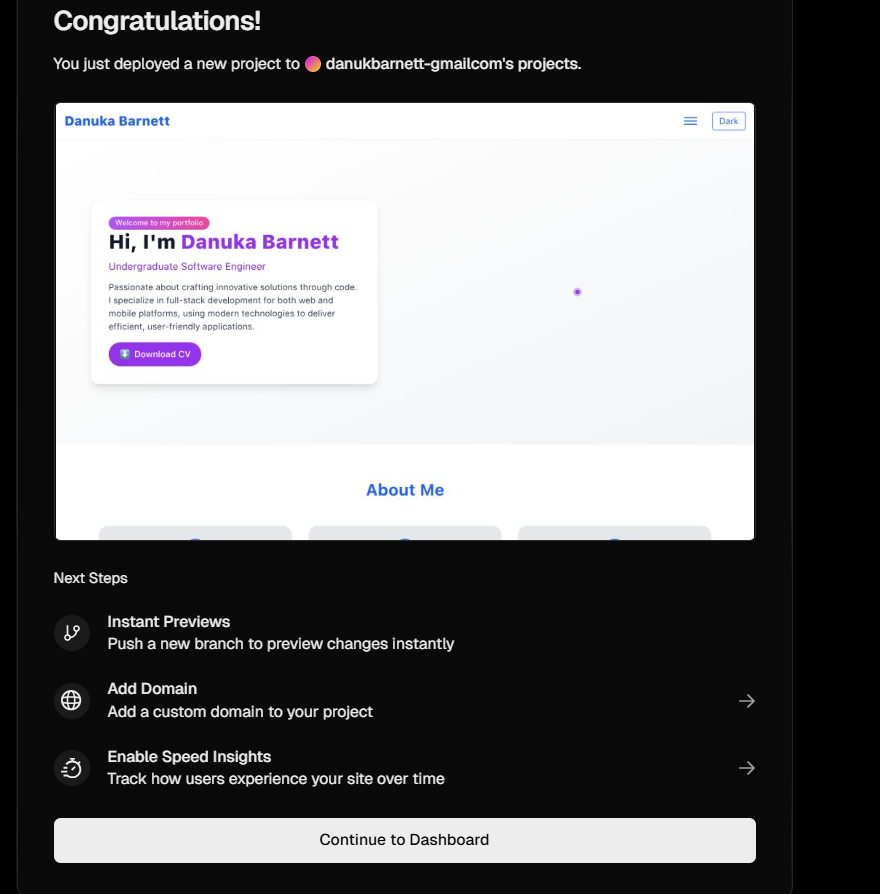 Congratulations!
You just deployed a new project to danukbarnett-gmailcom's projects.
Danuka Barnett
Dark
Welcome to my portfolio
Hi, I'm Danuka Barnett
Undergraduate Software Engineer
Passionate about crafting innovative solutions through code.
I specialize in full-stack development for both web and
mobile platforms, using modern technologies to deliver
efficient, user-friendly applications.
Download CV
About Me
Next Steps
Instant Previews
Push a new branch to preview changes instantly
Add Domain
Add a custom domain to your project
Enable Speed Insights
Track how users experience your site over time
Continue to Dashboard